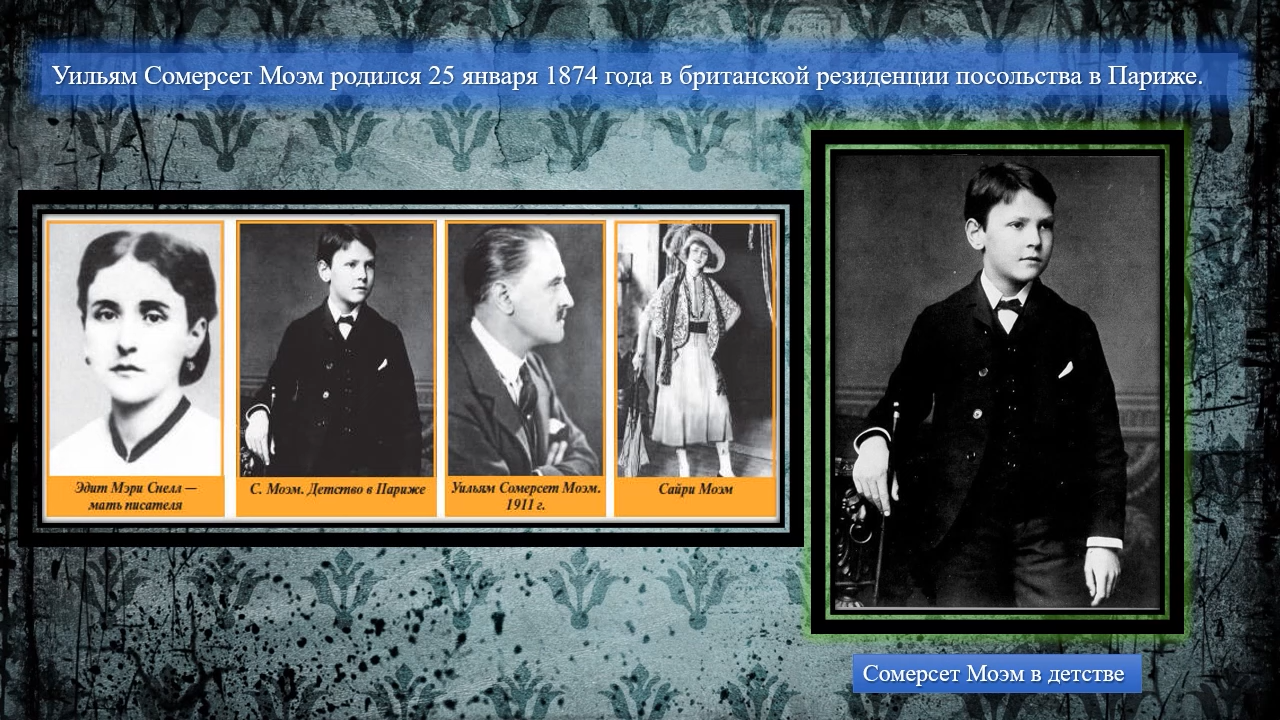 Уильям Сомерсет Моэм родился 25 января 1874 года в британской резиденции посольства в Париже.
Эдит Мэри Снелл —
мать писателя
С. Моэм. Детство в Париже
Уильям Сомерсет Моэм.
1911 г.
Сайри Моэм
Сомерсет Моэм в детстве